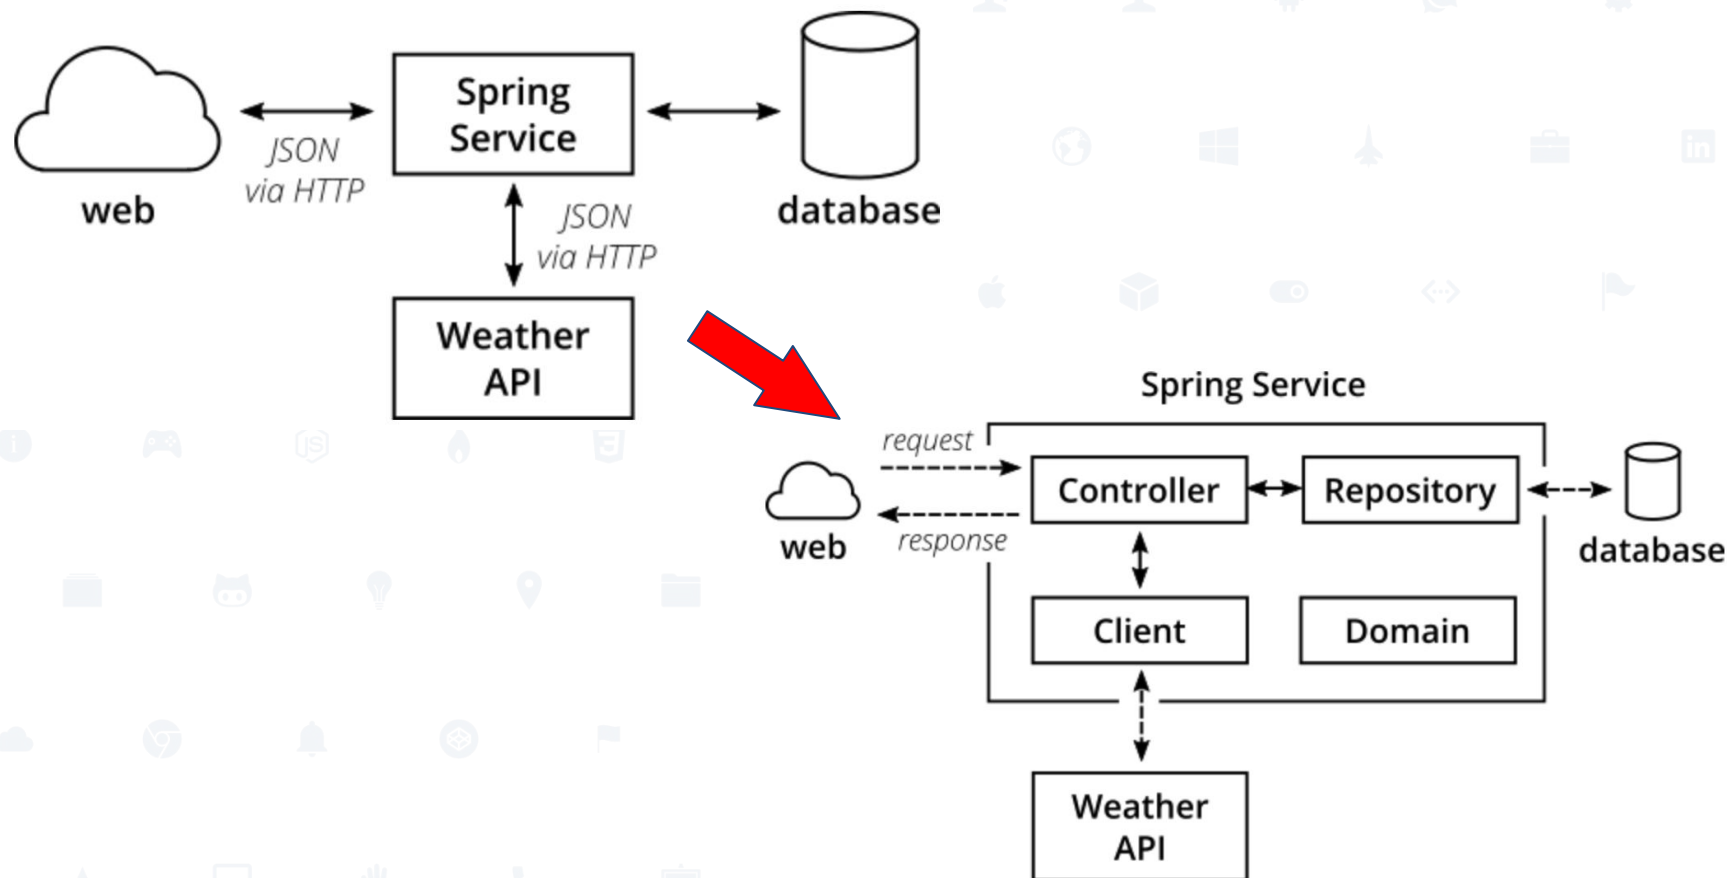 Spring
Service
JSON
via HTTP
web
JSON
via HTTP
database
Weather
API
Spring Service
request
Controller
Repository
web
response
database
Client
Domain
Weather
API